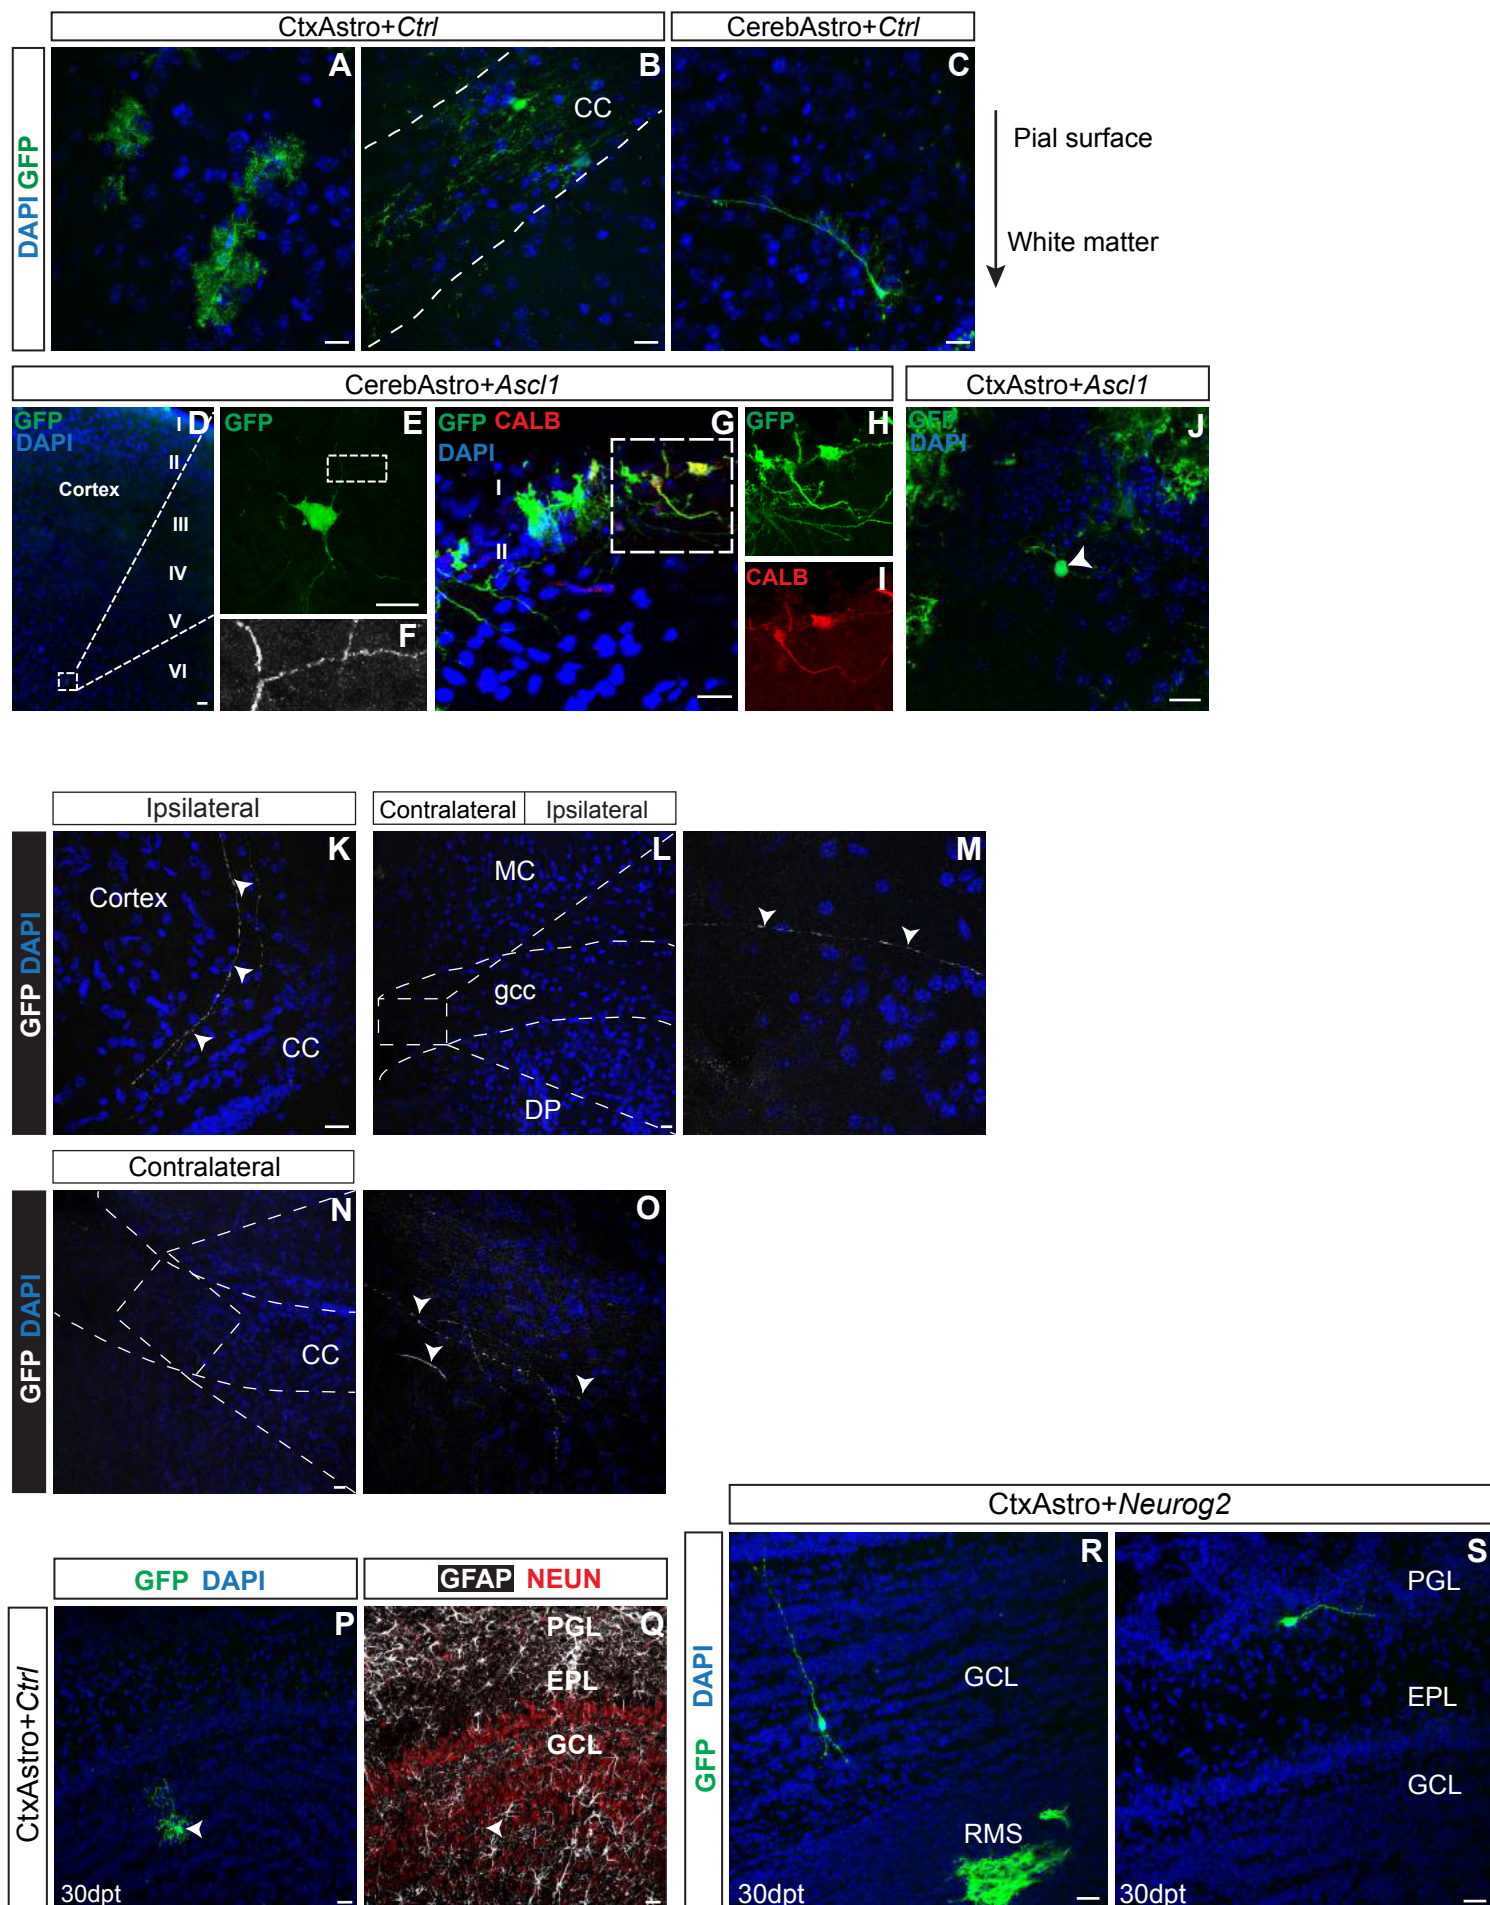 CtxAstro+Ctrl
CerebAstro+Ctrl
DAPI GFP
A
B
CC
C
Pial surface
White matter
CerebAstro+Ascl1
CtxAstro+Ascl1
GFP
DAPI
D
Cortex
I
II
III
IV
V
VI
GFP
E
F
GFP CALB
DAPI
G
I
II
GFP
H
CALB
I
GFP
DAPI
J
Ipsilateral
Contralateral
Ipsilateral
GFP DAPI
K
Cortex
CC
L
MC
gcc
DP
M
Contralateral
GFP DAPI
N
CC
O
CtxAstro+Neurog2
GFP DAPI
GFAP NEUN
CtxAstro+Ctrl
P
30dpt
Q
PGL
EPL
GCL
GFP DAPI
R
GCL
RMS
30dpt
S
PGL
EPL
GCL
30dpt